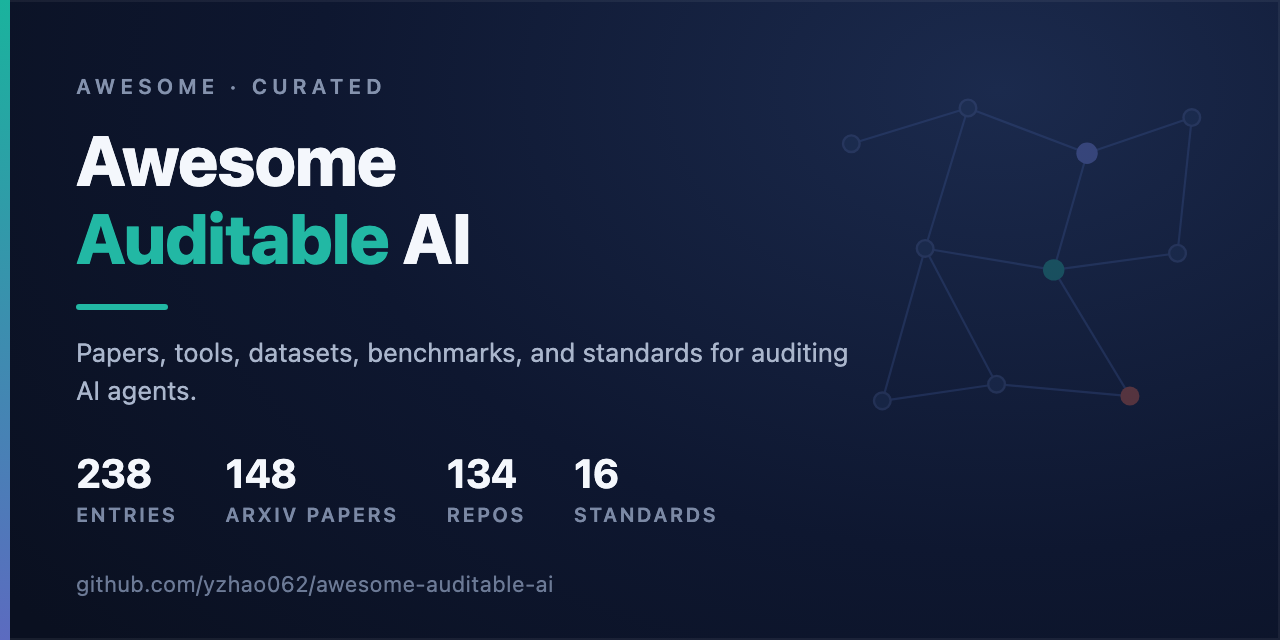 AWESOME · CURATED
Awesome
Auditable AI
Papers, tools, datasets, benchmarks, and standards for auditing
AI agents.
238 148 134 16
ENTRIES ARXIV PAPERS REPOS STANDARDS
github.com/yzhao062/awesome-auditable-ai